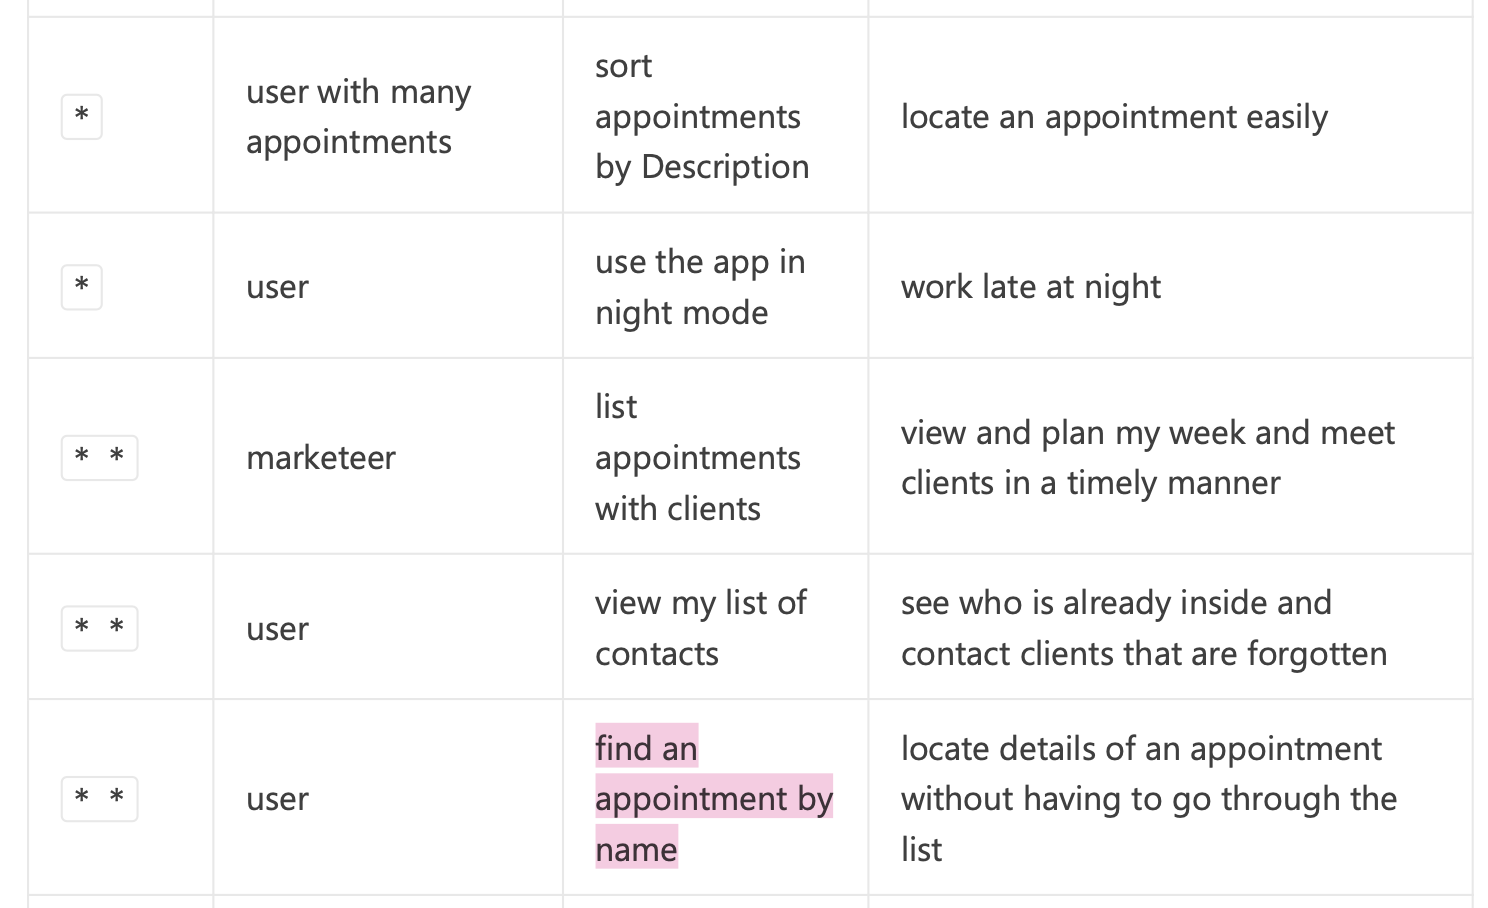 *
user with many
appointments
sort
appointments
by Description
locate an appointment easily
*
user
use the app in
night mode
work late at night
* *
marketeer
list
appointments
with clients
view and plan my week and meet
clients in a timely manner
* *
user
view my list of
contacts
see who is already inside and
contact clients that are forgotten
* *
user
find an
appointment by
name
locate details of an appointment
without having to go through the
list